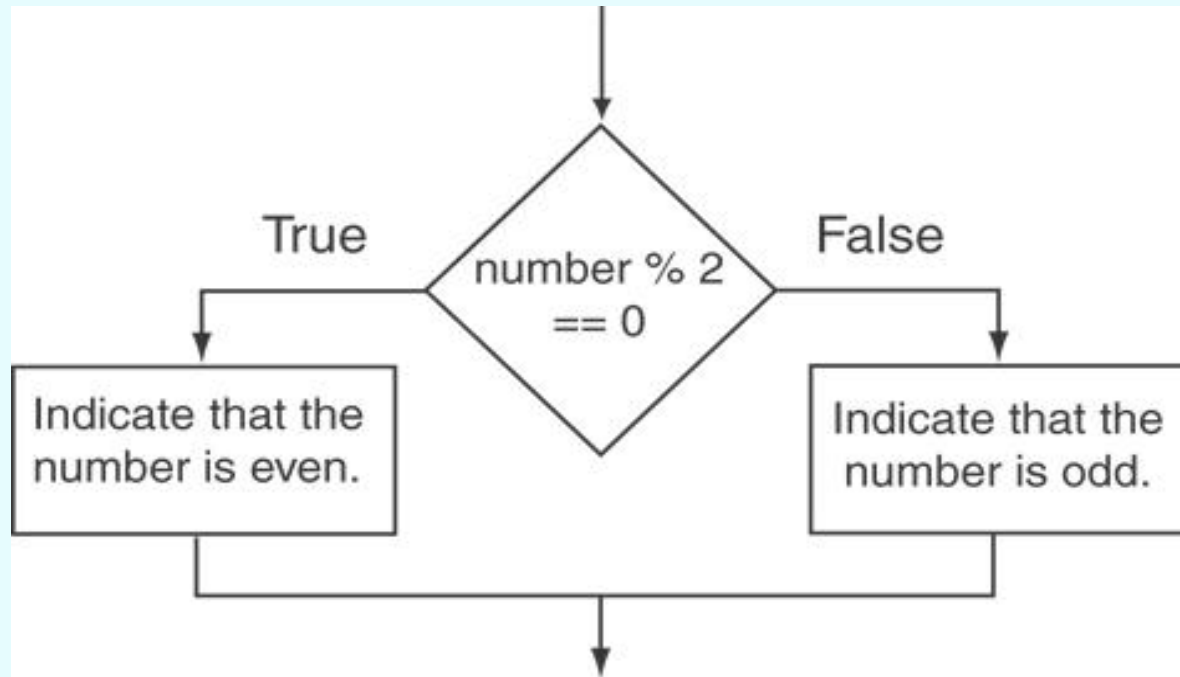 True
False
number % 2
== 0
Indicate that the
number is even.
Indicate that the
number is odd.